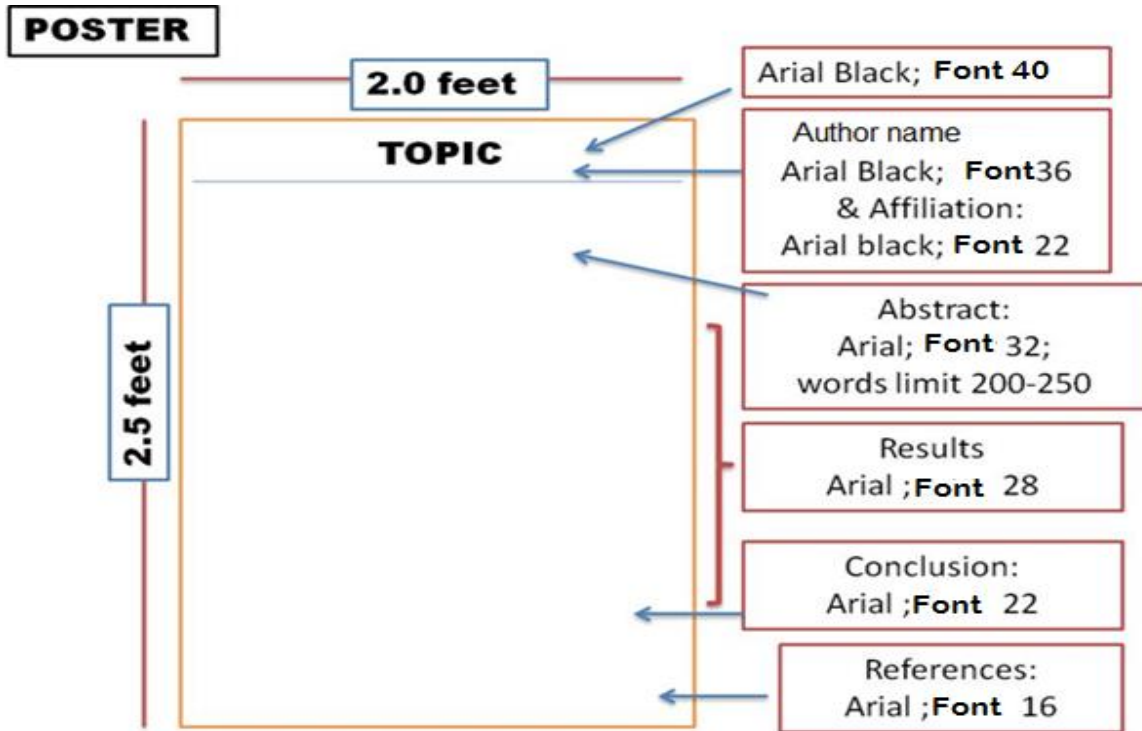 POSTER
2.0 feet
2.5 feet
TOPIC
Arial Black; Font 40
Author name
Arial Black; Font36
& Affiliation:
Arial black; Font 22
Abstract:
Arial; Font 32;
words limit 200-250
Results
Arial ;Font 28
Conclusion:
Arial ;Font 22
References:
Arial ;Font 16